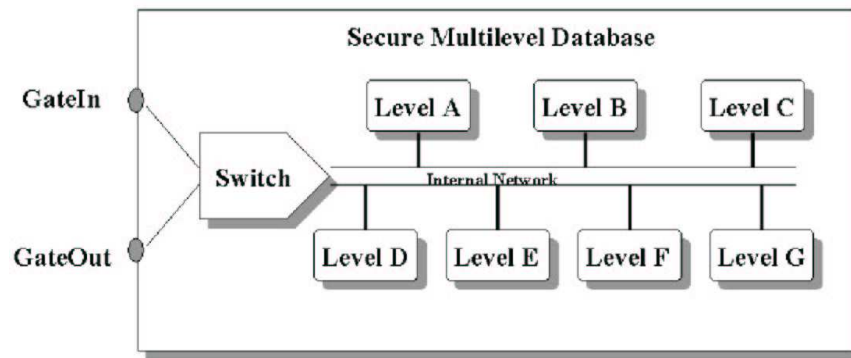 Secure Multilevel Database
GateIn
Level A
Level B
Level C
Switch
Internal Network
GateOut
Level D
Level E
Level F
Level G